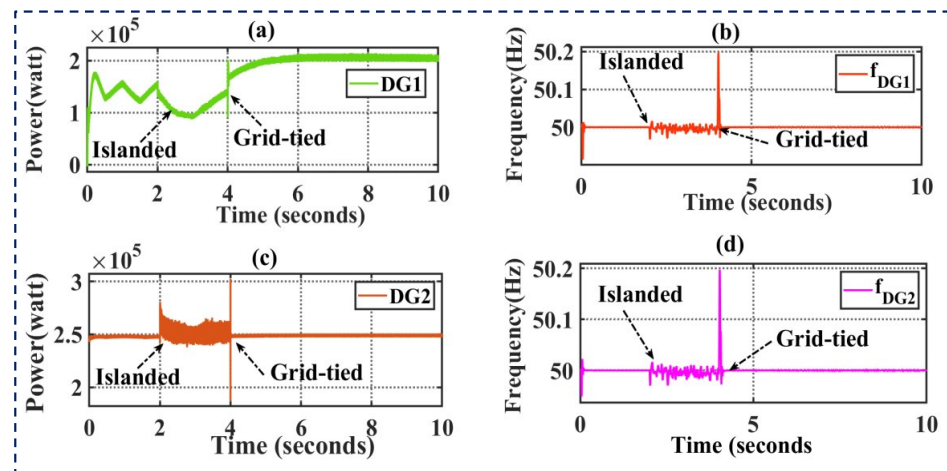 (a)
×10⁵
Power(watt)
2
1
0
DG1
Islanded
Grid-tied
0 2 4 6 8 10
Time (seconds)
(b)
Frequency(Hz)
50.2
50.1
50
Islanded
f_DG1
Grid-tied
0 5 10
Time (seconds)
(c)
×10⁵
Power(watt)
3
2.5
2
DG2
Islanded
Grid-tied
0 2 4 6 8 10
Time (seconds)
(d)
Frequency(Hz)
50.2
50.1
50
Islanded
f_DG2
Grid-tied
0 5 10
Time (seconds